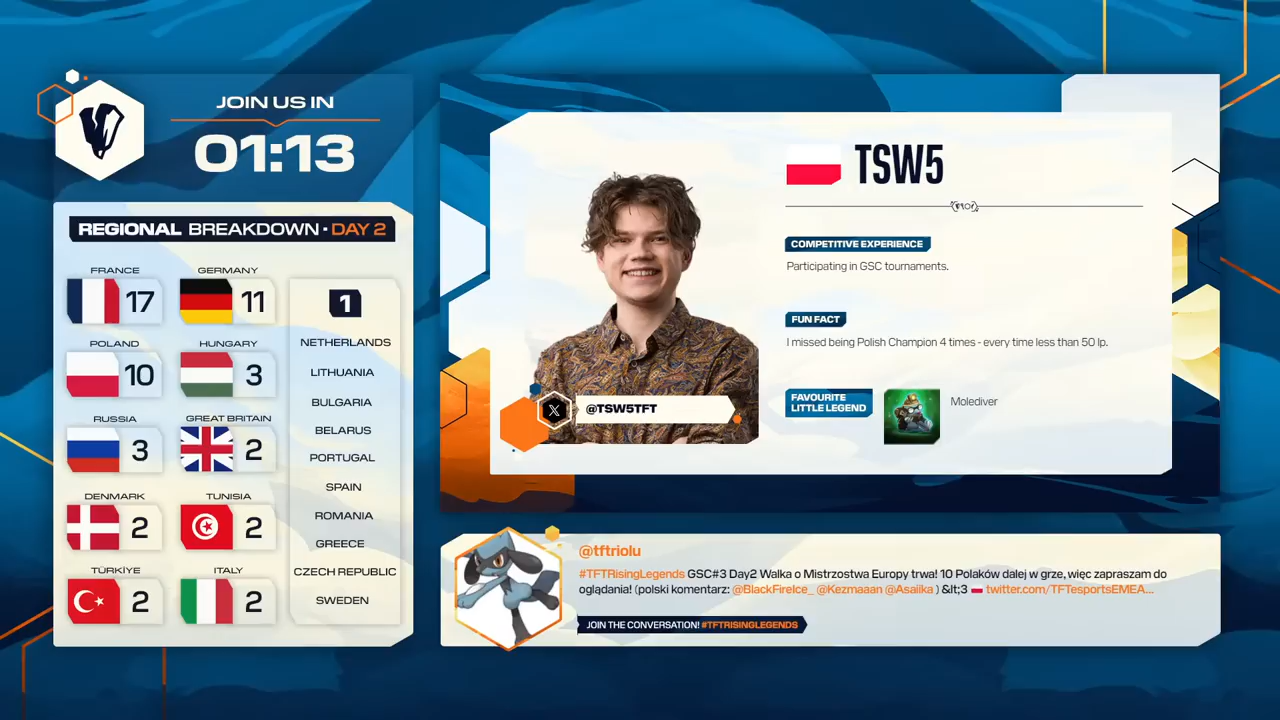 JOIN US IN
01:13
REGIONAL BREAKDOWN · DAY 2
FRANCE
17
GERMANY
11
POLAND
10
HUNGARY
3
RUSSIA
3
GREAT BRITAIN
2
DENMARK
2
TUNISIA
2
TÜRKİYE
2
ITALY
2
1
NETHERLANDS
LITHUANIA
BULGARIA
BELARUS
PORTUGAL
SPAIN
ROMANIA
GREECE
CZECH REPUBLIC
SWEDEN
TSW5
COMPETITIVE EXPERIENCE
Participating in GSC tournaments.
FUN FACT
I missed being Polish Champion 4 times - every time less than 50 lp.
FAVOURITE
LITTLE LEGEND
Molediver
@TSW5TFT
@tftriolu
#TFTRisingLegends GSC#3 Day2 Walka o Mistrzostwa Europy trwa! 10 Polaków dalej w grze, więc zapraszam do
oglądania! (polski komentarz: @BlackFireIce_ @Kezmaaan @Asaiika ) &lt;3 twitter.com/TFTesportsEMEA...
JOIN THE CONVERSATION! #TFTRISINGLEGENDS